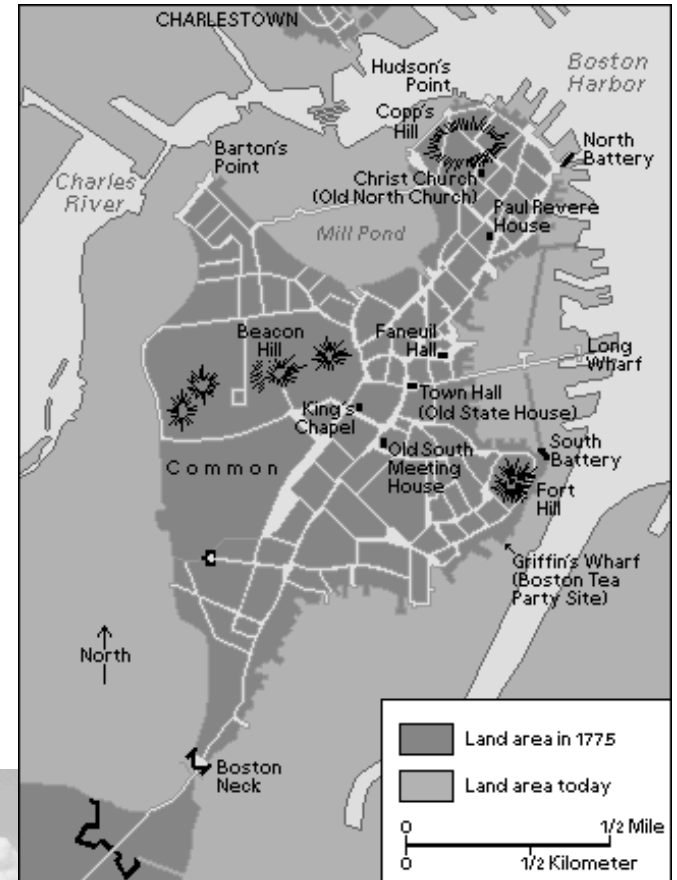 CHARLESTOWN
Boston
Harbor
Hudson's
Point
Copp's
Hill
North
Battery
Barton's
Point
Christ Church
(Old North Church)
Charles
River
Paul Revere
House
Mill Pond
Beacon
Hill
Faneuil
Hall
Long
Wharf
Town Hall
(Old State House)
King's
Chapel
Old South
Meeting
House
South
Battery
Common
Fort
Hill
Griffin's Wharf
(Boston Tea
Party Site)
North
Boston
Neck
Land area in 1775
Land area today
0 1/2 Mile
0 1/2 Kilometer